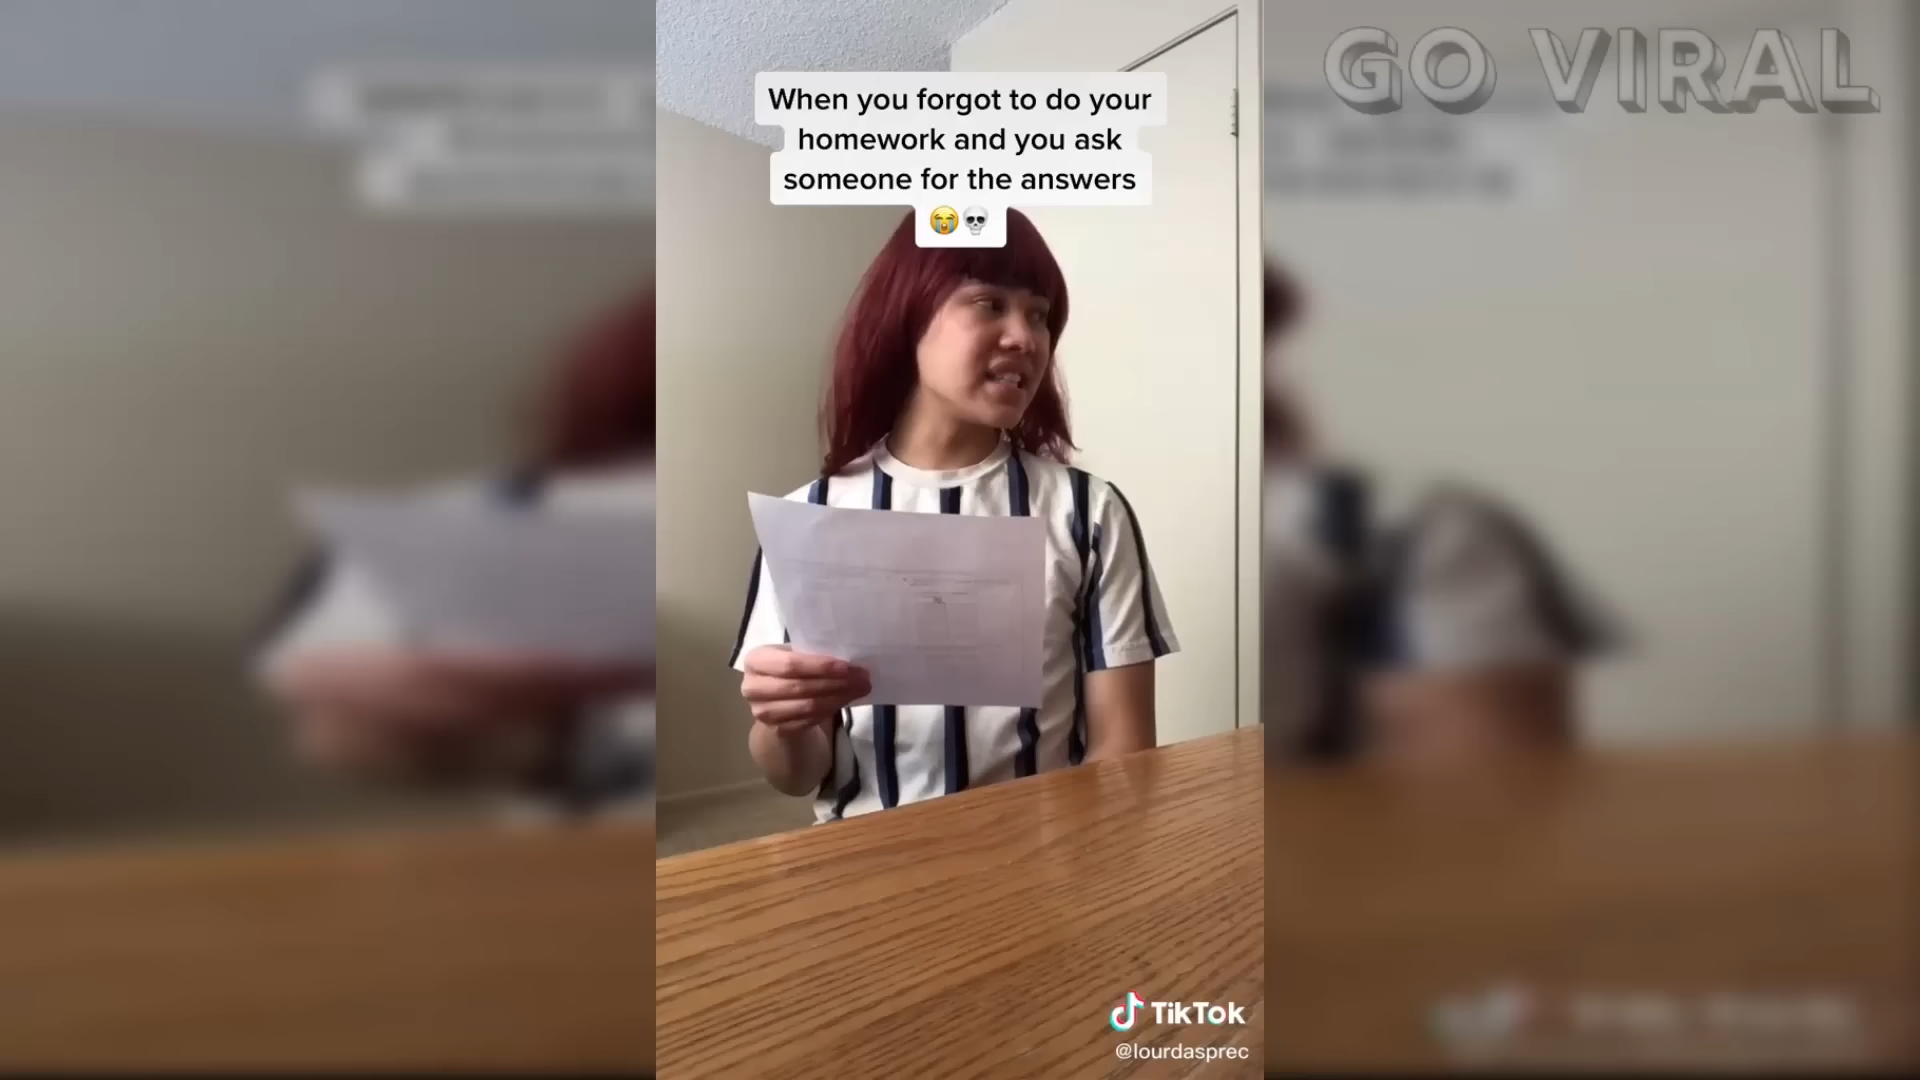 GO VIRAL
When you forgot to do your
homework and you ask
someone for the answers
😭💀
TikTok
@lourdasprec